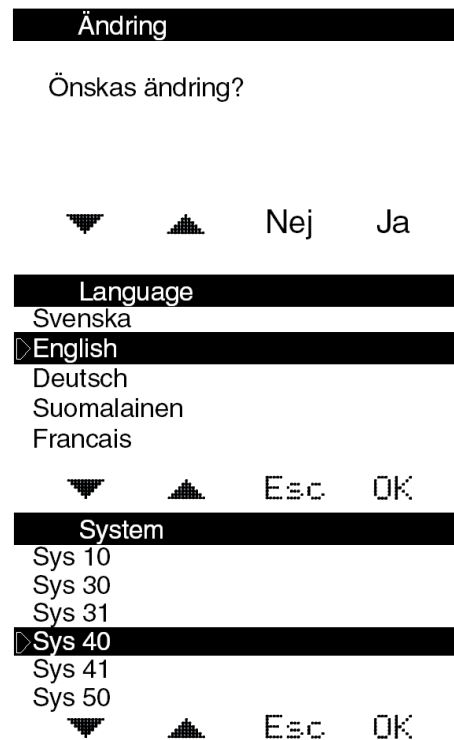 Ändring
Önskas ändring?
Nej Ja
Language
Svenska
English
Deutsch
Suomalainen
Francais
Esc OK
System
Sys 10
Sys 30
Sys 31
Sys 40
Sys 41
Sys 50
Esc OK